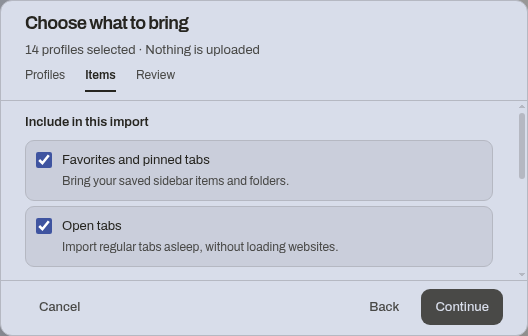 Choose what to bring
14 profiles selected · Nothing is uploaded
Profiles Items Review
Include in this import
Favorites and pinned tabs
Bring your saved sidebar items and folders.
Open tabs
Import regular tabs asleep, without loading websites.
Cancel Back Continue